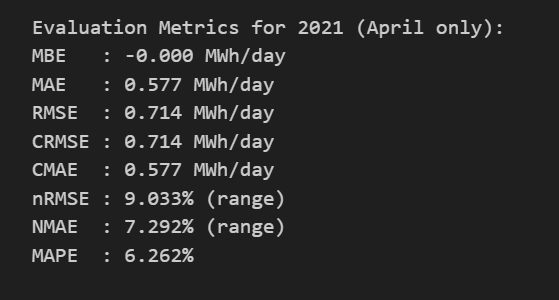 Evaluation Metrics for 2021 (April only):
MBE   : -0.000 MWh/day
MAE   : 0.577 MWh/day
RMSE  : 0.714 MWh/day
CRMSE : 0.714 MWh/day
CMAE  : 0.577 MWh/day
nRMSE : 9.033% (range)
NMAE  : 7.292% (range)
MAPE  : 6.262%